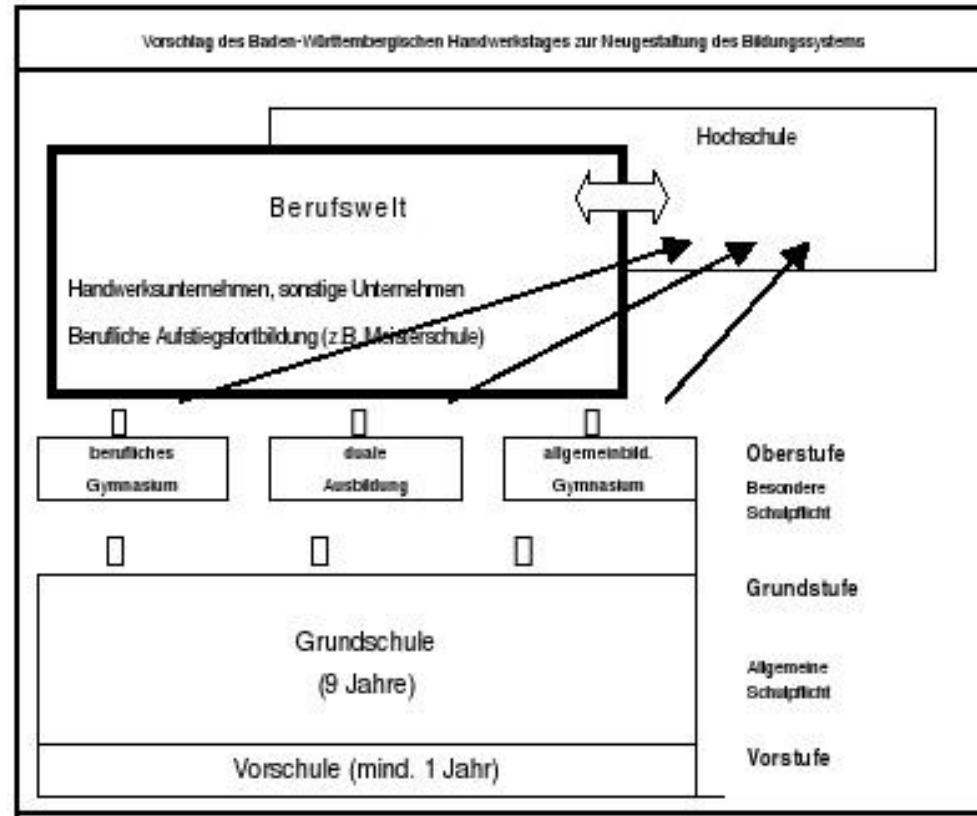 Vorschlag des Baden-Württembergischen Handwerkstages zur Neugestaltung des Bildungssystems
Hochschule
Berufswelt
Handwerksunternehmen, sonstige Unternehmen
Berufliche Aufstiegsfortbildung (z.B. Meisterschule)
berufliches
Gymnasium
duale
Ausbildung
allgemeinbild.
Gymnasium
Oberstufe
Besondere
Schulpflicht
Grundstufe
Grundschule
(9 Jahre)
Allgemeine
Schulpflicht
Vorschule (mind. 1 Jahr)
Vorstufe